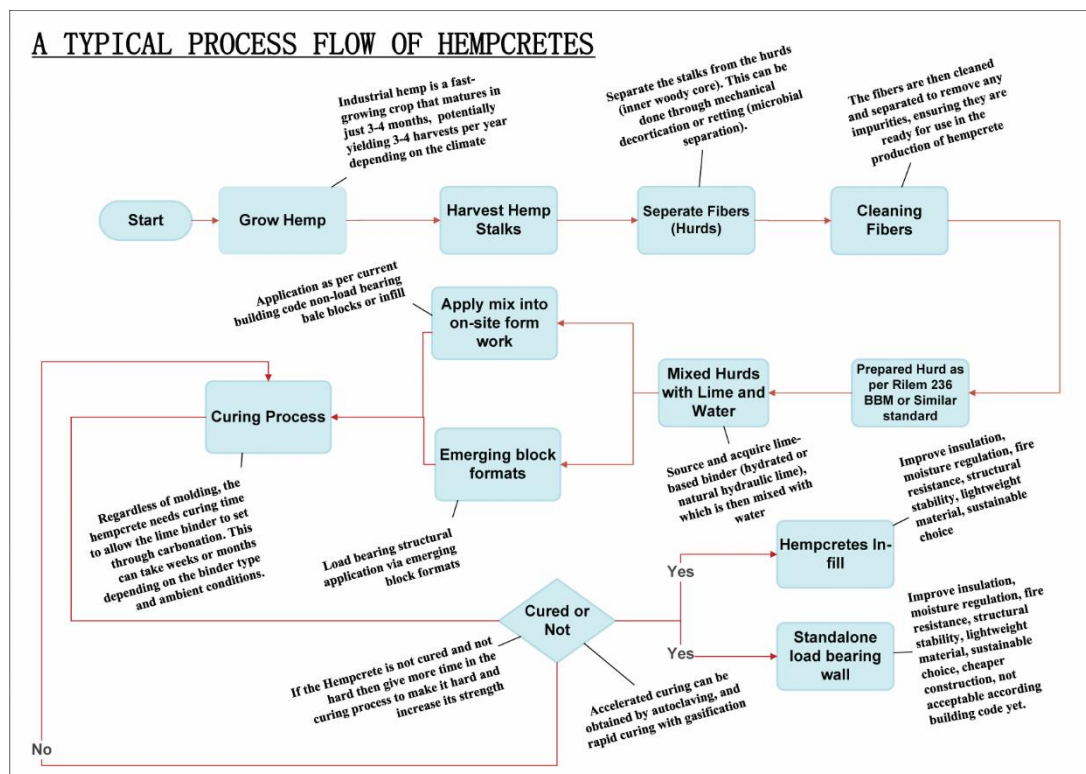 A TYPICAL PROCESS FLOW OF HEMPCRETES
Industrial hemp is a fast-
growing crop that matures in
just 3-4 months, potentially
yielding 3-4 harvests per year
depending on the climate
Separate the stalks from the hurds
(inner woody core). This can be
done through mechanical
decortication or retting (microbial
separation).
The fibers are then cleaned
and separated to remove any
impurities, ensuring they are
ready for use in the
production of hempcrete
Start
Grow Hemp
Harvest Hemp
Stalks
Seperate Fibers
(Hurds)
Cleaning
Fibers
Application as per current
building code non-load bearing
bale blocks or infill
Apply mix into
on-site form
work
Prepared Hurd as
per Rilem 236
BBM or Similar
standard
Mixed Hurds
with Lime and
Water
Curing Process
Emerging block
formats
Source and acquire lime-
based binder (hydrated or
natural hydraulic lime),
which is then mixed with
water
Improve insulation,
moisture regulation, fire
resistance, structural
stability, lightweight
material, sustainable
choice
Regardless of molding, the
hempcrete needs curing time
to allow the lime binder to set
through carbonation. This
can take weeks or months
depending on the binder type
and ambient conditions.
Load bearing structural
application via emerging
block formats
Yes
Hempcretes In-
fill
Cured or
Not
Yes
Standalone
load bearing
wall
Improve insulation,
moisture regulation, fire
resistance, structural
stability, lightweight
material, sustainable
choice, cheaper
construction, not
acceptable according
building code yet.
If the Hempcrete is not cured and not
hard then give more time in the
curing process to make it hard and
increase its strength
Accelerated curing can be
obtained by autoclaving, and
rapid curing with gasification
No